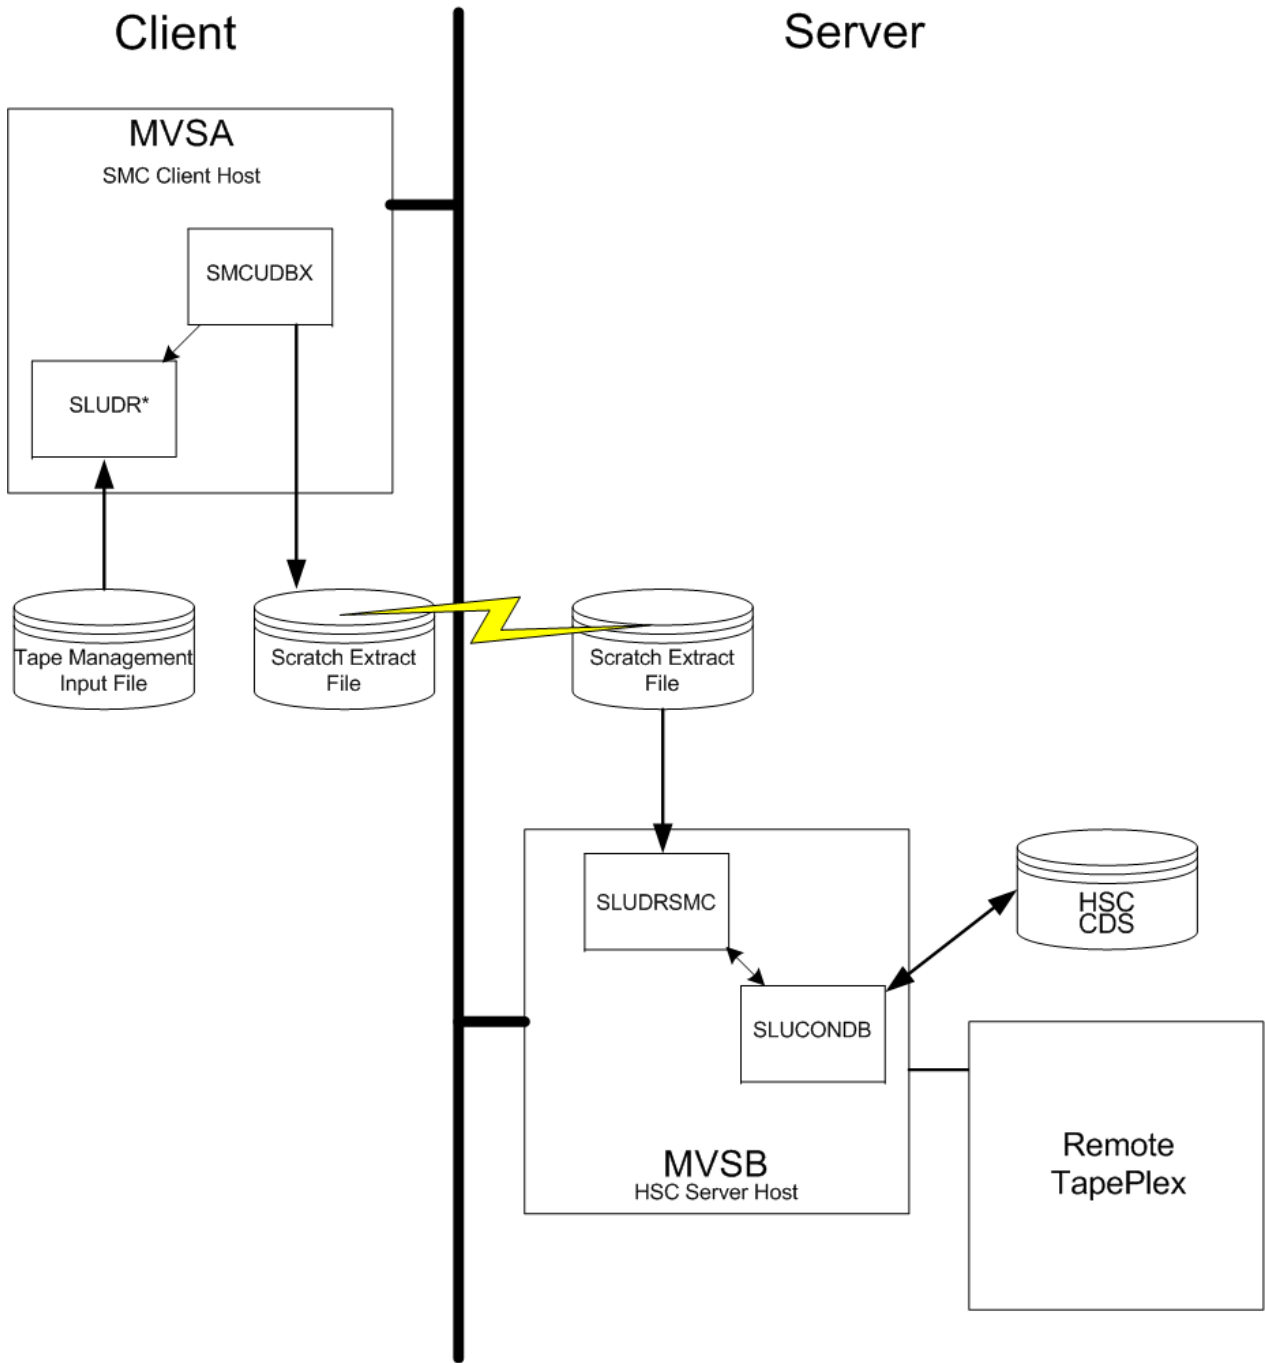 Client
Server
MVSA
SMC Client Host
SMCUDBX
SLUDR*
Tape Management
Input File
Scratch Extract
File
Scratch Extract
File
SLUDRSMC
HSC
CDS
SLUCONDB
MVSB
HSC Server Host
Remote
TapePlex